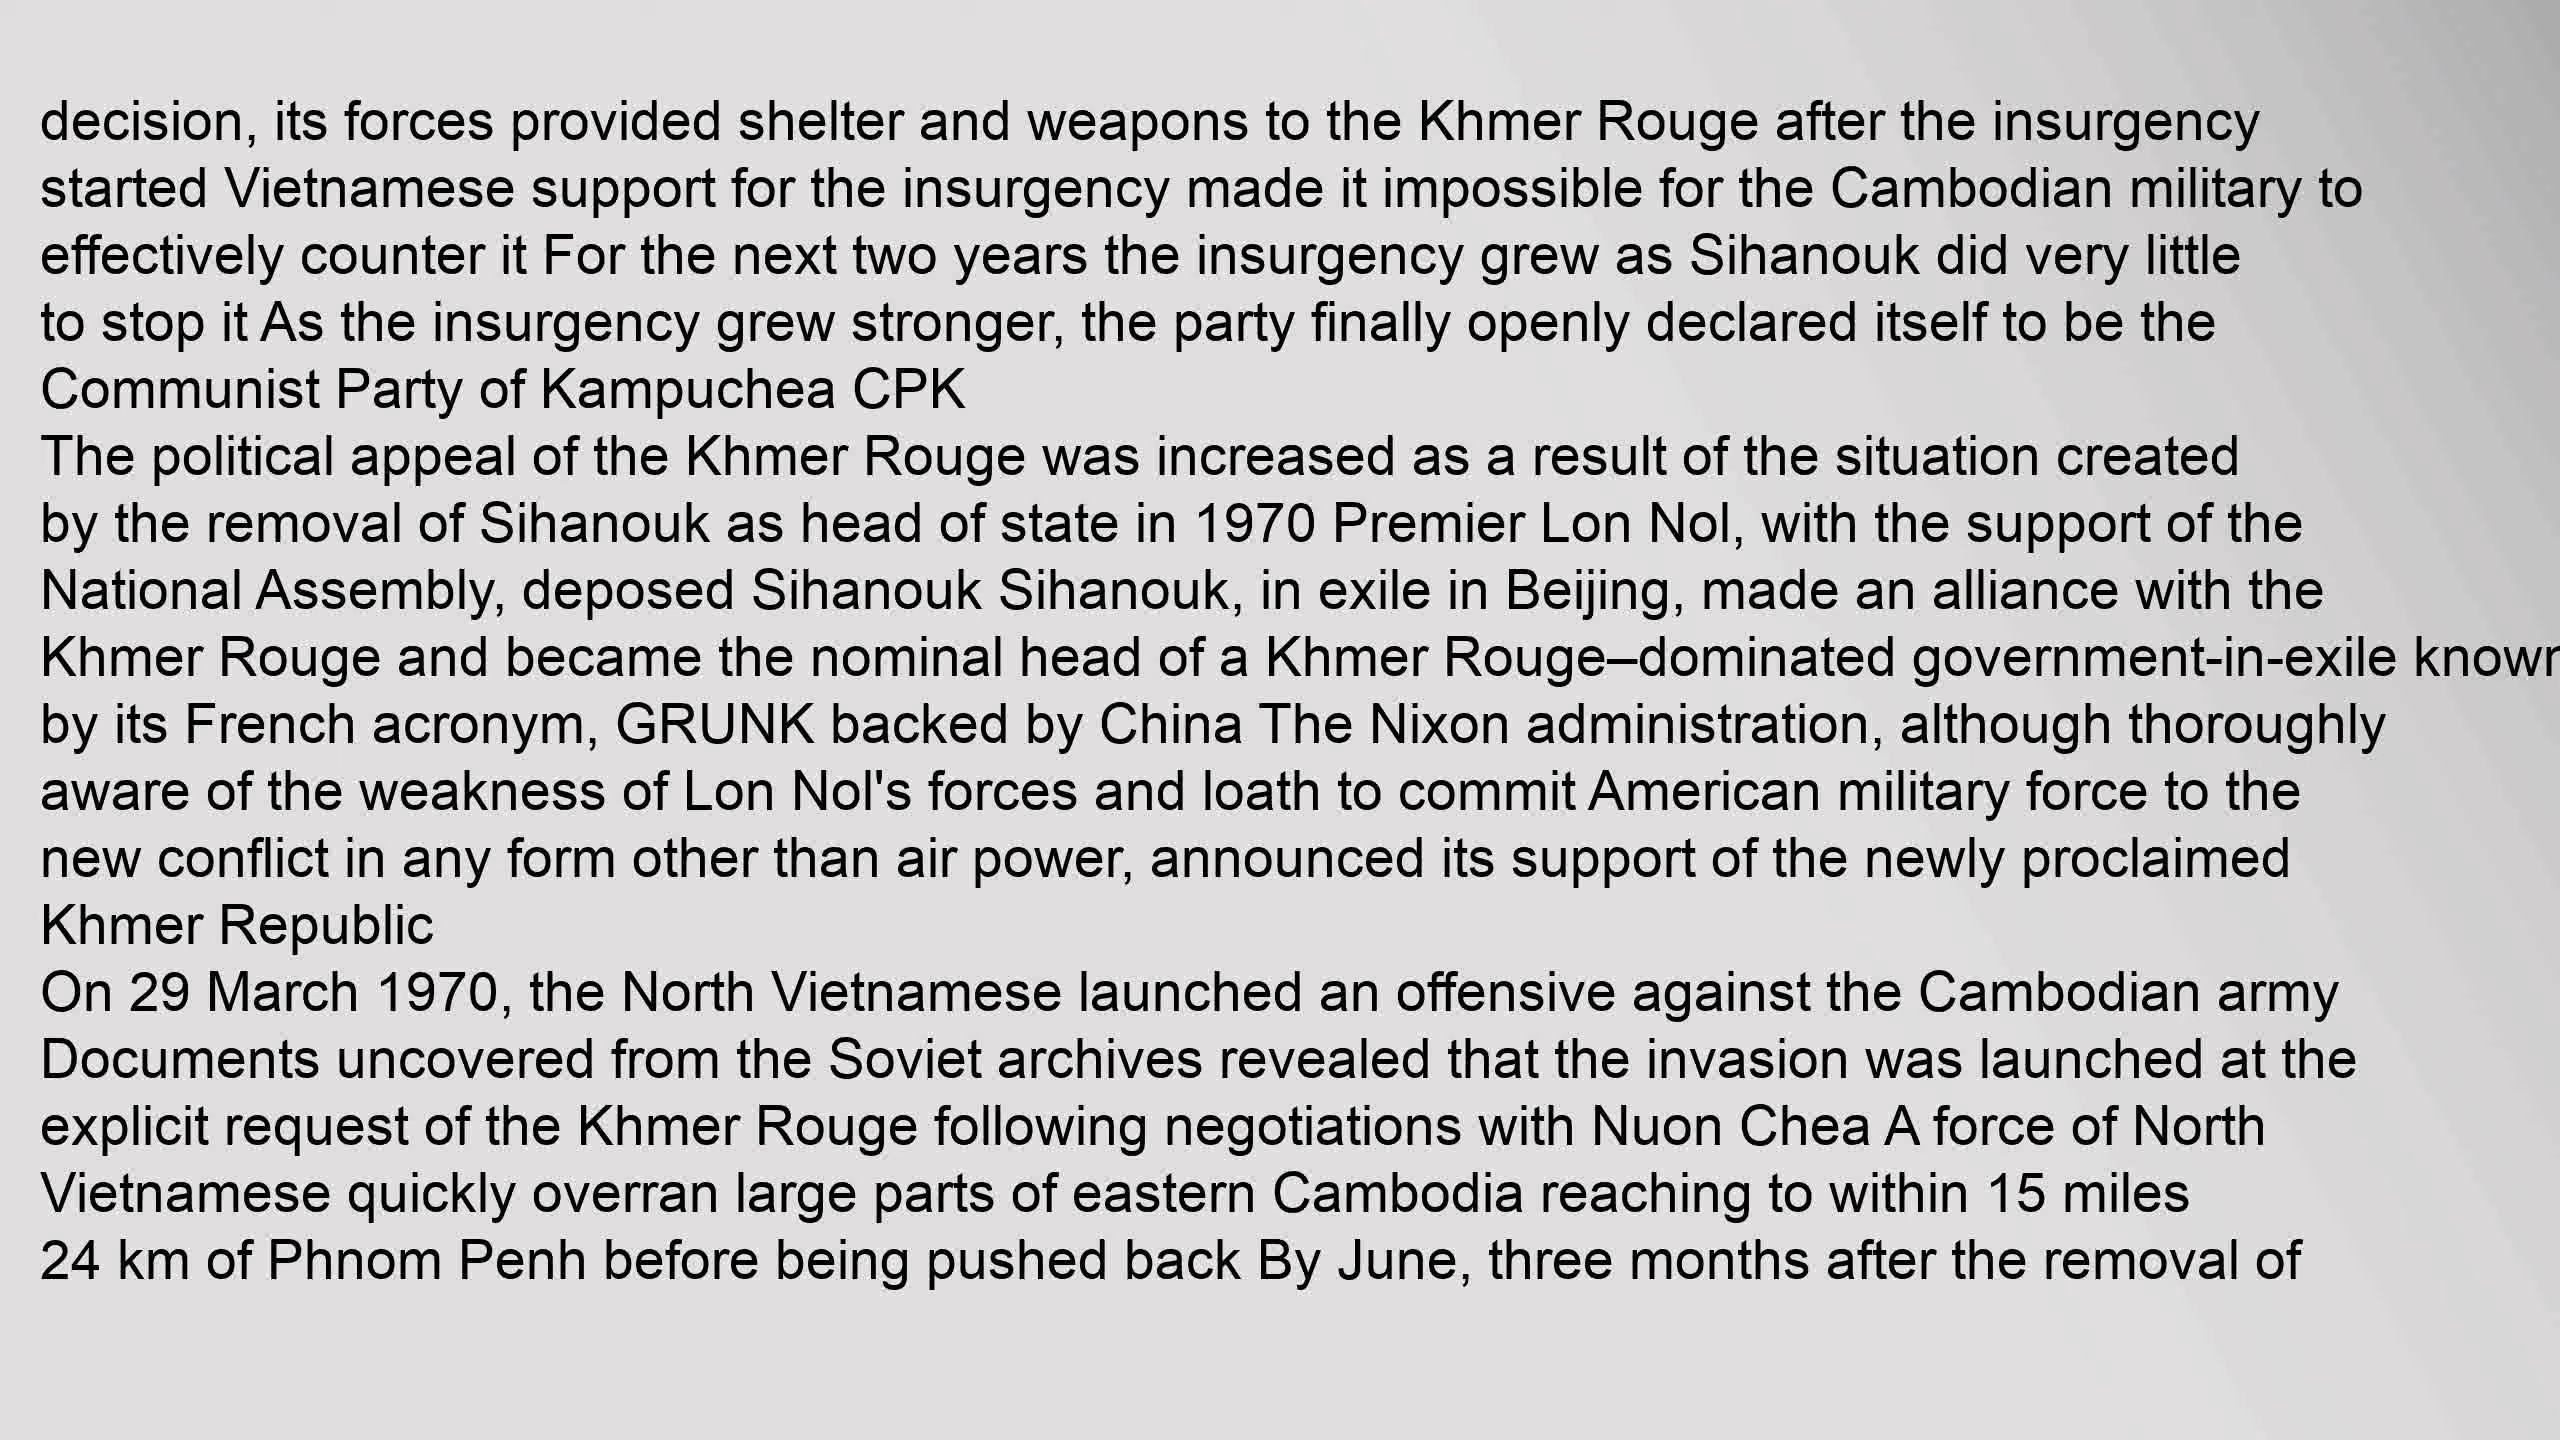 decision, its forces provided shelter and weapons to the Khmer Rouge after the insurgency
started Vietnamese support for the insurgency made it impossible for the Cambodian military to
effectively counter it For the next two years the insurgency grew as Sihanouk did very little
to stop it As the insurgency grew stronger, the party finally openly declared itself to be the
Communist Party of Kampuchea CPK
The political appeal of the Khmer Rouge was increased as a result of the situation created
by the removal of Sihanouk as head of state in 1970 Premier Lon Nol, with the support of the
National Assembly, deposed Sihanouk Sihanouk, in exile in Beijing, made an alliance with the
Khmer Rouge and became the nominal head of a Khmer Rouge–dominated government-in-exile known
by its French acronym, GRUNK backed by China The Nixon administration, although thoroughly
aware of the weakness of Lon Nol's forces and loath to commit American military force to the
new conflict in any form other than air power, announced its support of the newly proclaimed
Khmer Republic
On 29 March 1970, the North Vietnamese launched an offensive against the Cambodian army
Documents uncovered from the Soviet archives revealed that the invasion was launched at the
explicit request of the Khmer Rouge following negotiations with Nuon Chea A force of North
Vietnamese quickly overran large parts of eastern Cambodia reaching to within 15 miles
24 km of Phnom Penh before being pushed back By June, three months after the removal of